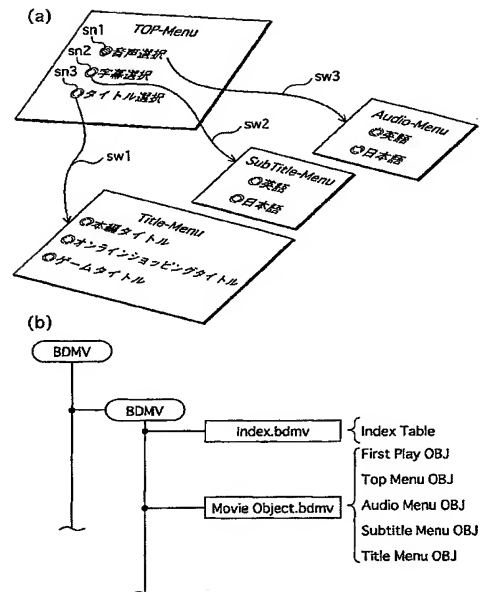 (a)
TOP-Menu
sn1
◎音声選択
sn2
◎字幕選択
sn3
◎タイトル選択
sw3
sw2
sw1
Audio-Menu
◎英語
◎日本語
SubTitle-Menu
◎英語
◎日本語
Title-Menu
◎本編タイトル
◎オンラインショッピングタイトル
◎ゲームタイトル
(b)
BDMV
BDMV
Index.bdmv
Index Table
First Play OBJ
Top Menu OBJ
Movie Object.bdmv
Audio Menu OBJ
Subtitle Menu OBJ
Title Menu OBJ